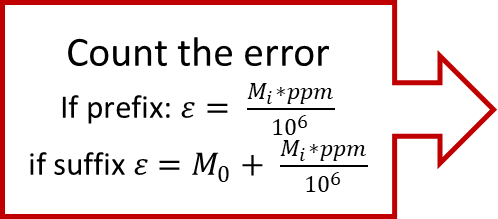 Count the error
If prefix: ε = M_i*ppm / 10^6
if suffix ε = M_0 + M_i*ppm / 10^6